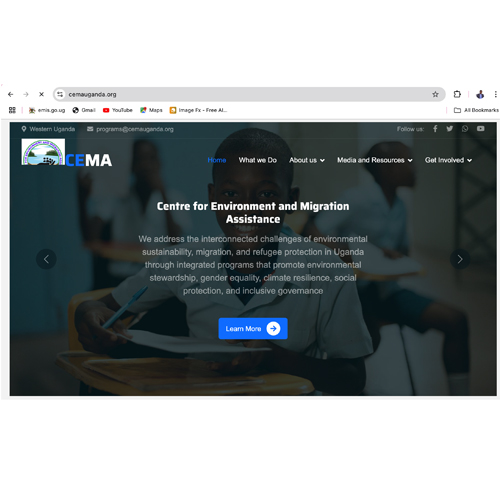 cemauganda.org
emis.go.ug Gmail YouTube Maps Image Fx - Free AI... All Bookmarks
Western Uganda programs@cemauganda.org Follow us:
CEMA Home What we Do About us Media and Resources Get Involved
Centre for Environment and Migration
Assistance
We address the interconnected challenges of environmental
sustainability, migration, and refugee protection in Uganda
through integrated programs that promote environmental
stewardship, gender equality, climate resilience, social
protection, and inclusive governance
Learn More